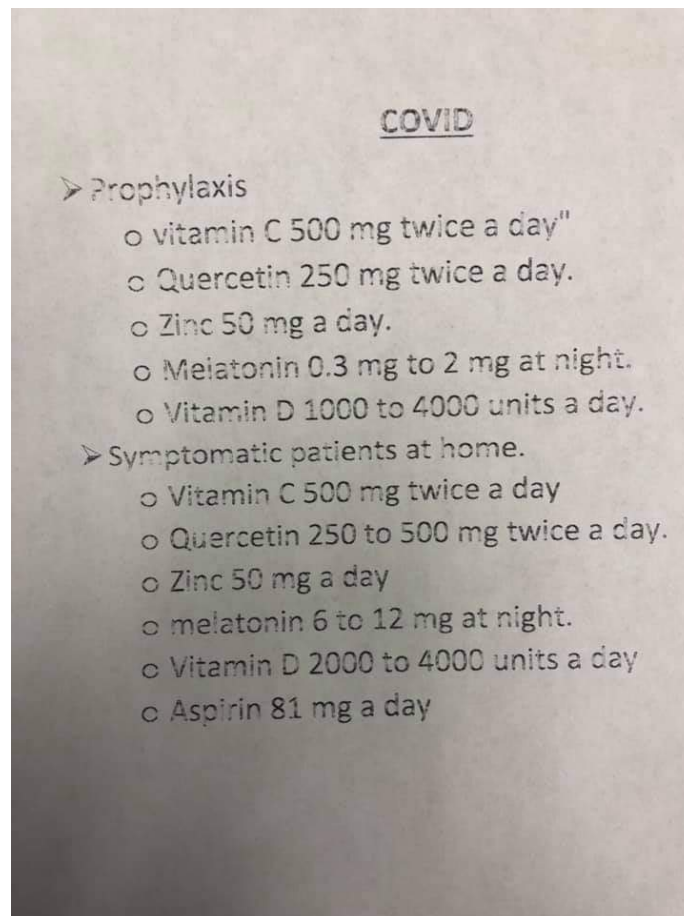 COVID
➢ Prophylaxis
o vitamin C 500 mg twice a day"
o Quercetin 250 mg twice a day.
o Zinc 50 mg a day.
o Melatonin 0.3 mg to 2 mg at night.
o Vitamin D 1000 to 4000 units a day.
➢ Symptomatic patients at home.
o Vitamin C 500 mg twice a day
o Quercetin 250 to 500 mg twice a day.
o Zinc 50 mg a day
o melatonin 6 to 12 mg at night.
o Vitamin D 2000 to 4000 units a day
o Aspirin 81 mg a day